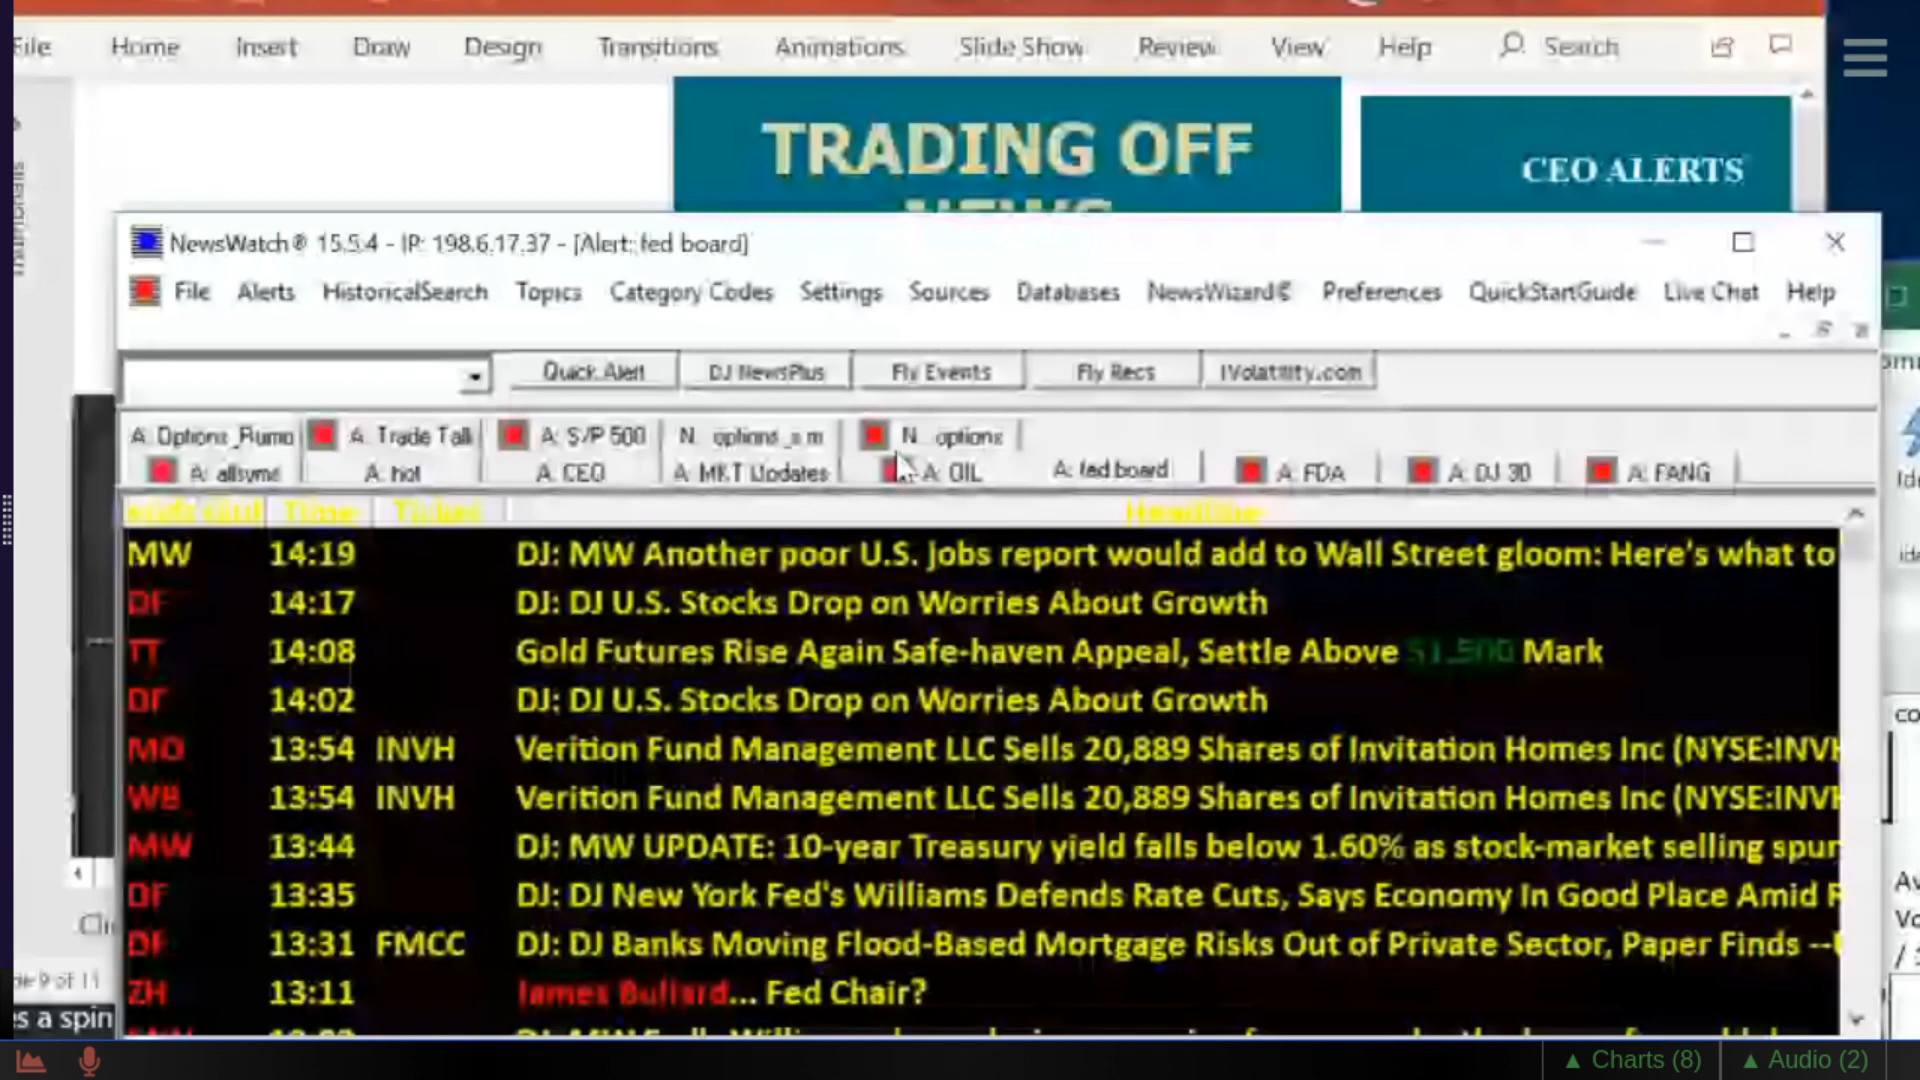 File Home Insert Draw Design Transitions Animations Slide Show Review View Help Search
TRADING OFF
CEO ALERTS
NewsWatch® 15.5.4 - IP: 198.6.17.37 - [Alert: fed board]
File Alerts HistoricalSearch Topics Category Codes Settings Sources Databases NewsWizard© Preferences QuickStartGuide Live Chat Help
Quick Alert DJ NewsPlus Fly Events Fly Recs IVolatility.com
A: Options_Rumo A: Trade Talk A: S/P 500 N: options_sm N: options
A: allsyms A: hot A: CEO A: MKT Updates A: OIL A: fed board A: FDA A: DJ 30 A: FANG
Time Ticker Headline
MW 14:19 DJ: MW Another poor U.S. jobs report would add to Wall Street gloom: Here's what to
DF 14:17 DJ: DJ U.S. Stocks Drop on Worries About Growth
TT 14:08 Gold Futures Rise Again Safe-haven Appeal, Settle Above $1,500 Mark
DF 14:02 DJ: DJ U.S. Stocks Drop on Worries About Growth
MO 13:54 INVH Verition Fund Management LLC Sells 20,889 Shares of Invitation Homes Inc (NYSE:INVH
WB 13:54 INVH Verition Fund Management LLC Sells 20,889 Shares of Invitation Homes Inc (NYSE:INVH
MW 13:44 DJ: MW UPDATE: 10-year Treasury yield falls below 1.60% as stock-market selling spur
DF 13:35 DJ: DJ New York Fed's Williams Defends Rate Cuts, Says Economy In Good Place Amid
DF 13:31 FMCC DJ: DJ Banks Moving Flood-Based Mortgage Risks Out of Private Sector, Paper Finds --
ZH 13:11 James Bullard... Fed Chair?
de 9 of 11
es a spin
▲ Charts (8) ▲ Audio (2)